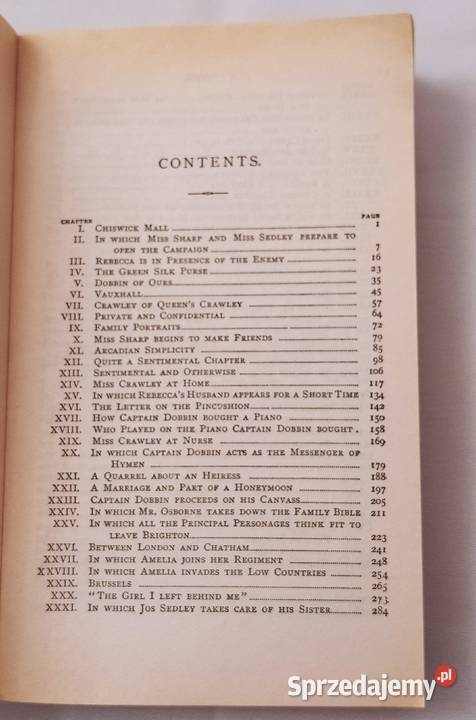 CONTENTS.
CHAPTER PAGE
I. Chiswick Mall 1
II. In which Miss Sharp and Miss Sedley prepare to
open the Campaign 7
III. Rebecca is in Presence of the Enemy 16
IV. The Green Silk Purse 23
V. Dobbin of Ours 35
VI. Vauxhall 45
VII. Crawley of Queen's Crawley 57
VIII. Private and Confidential 64
IX. Family Portraits 72
X. Miss Sharp begins to make Friends 79
XI. Arcadian Simplicity 85
XII. Quite a Sentimental Chapter 98
XIII. Sentimental and Otherwise 106
XIV. Miss Crawley at Home 117
XV. In which Rebecca's Husband appears for a Short Time 134
XVI. The Letter on the Pincushion 142
XVII. How Captain Dobbin bought a Piano 150
XVIII. Who Played on the Piano Captain Dobbin bought . 158
XIX. Miss Crawley at Nurse 169
XX. In which Captain Dobbin acts as the Messenger of
Hymen 179
XXI. A Quarrel about an Heiress 188
XXII. A Marriage and Part of a Honeymoon 197
XXIII. Captain Dobbin proceeds on his Canvass 205
XXIV. In which Mr. Osborne takes down the Family Bible 211
XXV. In which all the Principal Personages think fit to
leave Brighton 223
XXVI. Between London and Chatham 241
XXVII. In which Amelia joins her Regiment 248
XXVIII. In which Amelia invades the Low Countries 254
XXIX. Brussels 265
XXX. "The Girl I left behind me" 273
XXXI. In which Jos Sedley takes care of his Sister 284
Sprzedajemy.pl